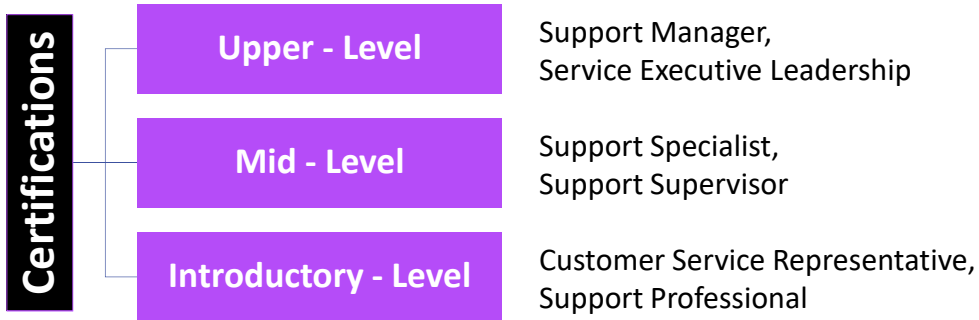 Certifications
Upper - Level
Support Manager,
Service Executive Leadership
Mid - Level
Support Specialist,
Support Supervisor
Introductory - Level
Customer Service Representative,
Support Professional